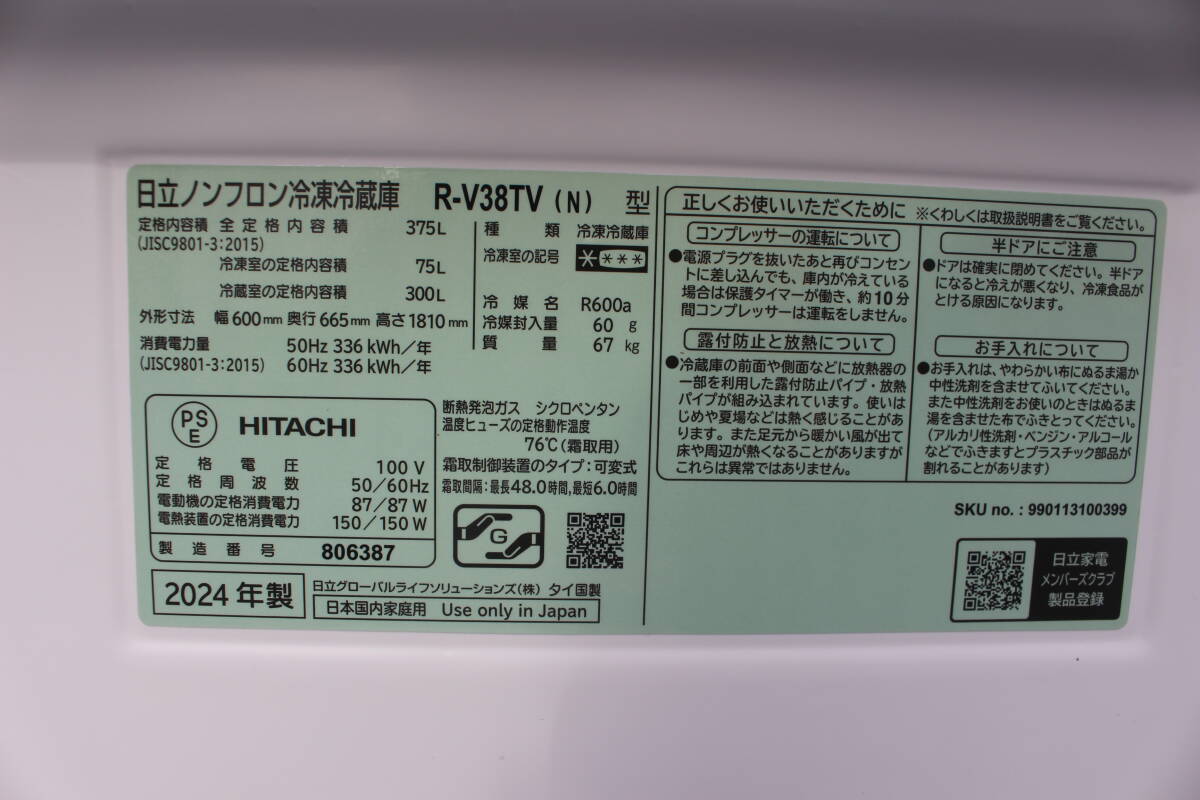 日立ノンフロン冷凍冷蔵庫 R-V38TV (N) 型
定格内容積 全定格内容積 375L
(JISC9801-3:2015)
冷凍室の定格内容積 75L
冷蔵室の定格内容積 300L
外形寸法 幅600mm 奥行665mm 高さ1810mm
消費電力量 50Hz 336kWh/年
(JISC9801-3:2015) 60Hz 336kWh/年
種類 冷凍冷蔵庫
冷凍室の記号
冷媒名 R600a
冷媒封入量 60g
質量 67kg
PSE HITACHI
定格電圧 100V
定格周波数 50/60Hz
電動機の定格消費電力 87/87W
電熱装置の定格消費電力 150/150W
製造番号 806387
断熱発泡ガス シクロペンタン
温度ヒューズの定格動作温度
76℃(霜取用)
霜取制御装置のタイプ:可変式
霜取間隔:最長48.0時間,最短6.0時間
G
2024年製
日立グローバルライフソリューションズ(株) タイ国製
日本国内家庭用 Use only in Japan
正しくお使いいただくために ※くわしくは取扱説明書をご覧ください。
コンプレッサーの運転について
●電源プラグを抜いたあと再びコンセン
トに差し込んでも、庫内が冷えている
場合は保護タイマーが働き、約10分
間コンプレッサーは運転をしません。
露付防止と放熱について
●冷蔵庫の前面や側面などに放熱器の
一部を利用した露付防止パイプ・放熱
パイプが組み込まれています。使いは
じめや夏場などは熱く感じることがあ
ります。また足元から暖かい風が出て
床や周辺が熱くなることがありますが
これらは異常ではありません。
半ドアにご注意
●ドアは確実に閉めてください。半ドア
になると冷えが悪くなり、冷凍食品が
とける原因になります。
お手入れについて
●お手入れは、やわらかい布にぬるま湯か
中性洗剤を含ませてふいてください。
また中性洗剤をお使いのときはぬるま
湯を含ませた布でふきとってください。
(アルカリ性洗剤・ベンジン・アルコール
などでふきますとプラスチック部品が
割れることがあります)
SKU no. : 990113100399
日立家電
メンバーズクラブ
製品登録